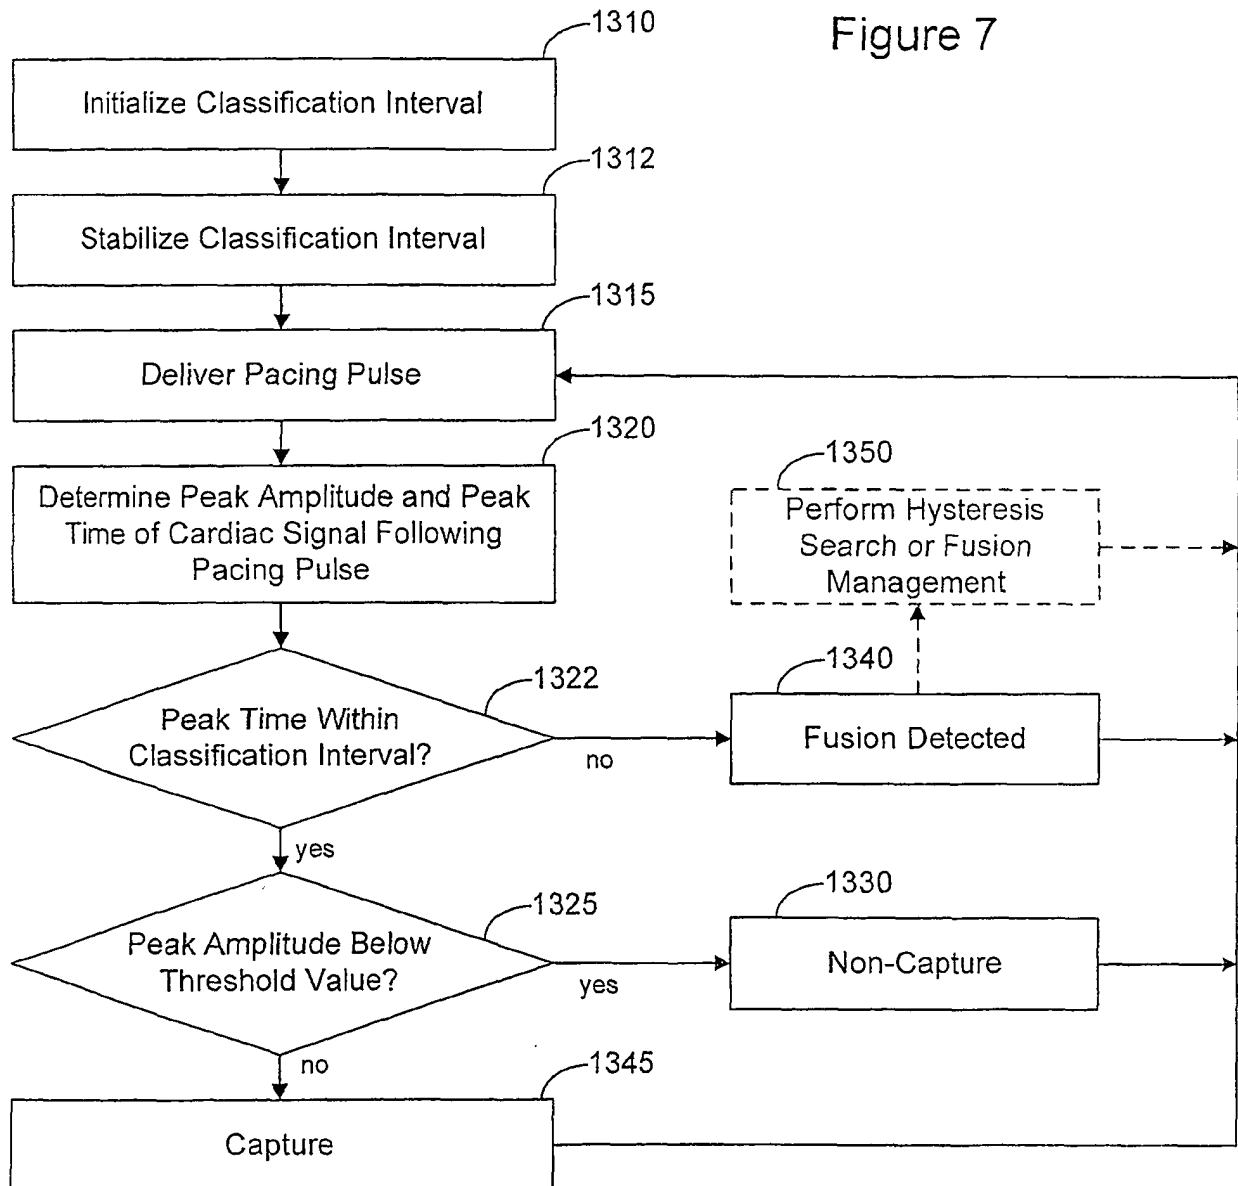 Figure 7
1310
Initialize Classification Interval
1312
Stabilize Classification Interval
1315
Deliver Pacing Pulse
1320
Determine Peak Amplitude and Peak
Time of Cardiac Signal Following
Pacing Pulse
1350
Perform Hysteresis
Search or Fusion
Management
1322
Peak Time Within
Classification Interval?
no
1340
Fusion Detected
yes
1325
Peak Amplitude Below
Threshold Value?
yes
1330
Non-Capture
no
1345
Capture